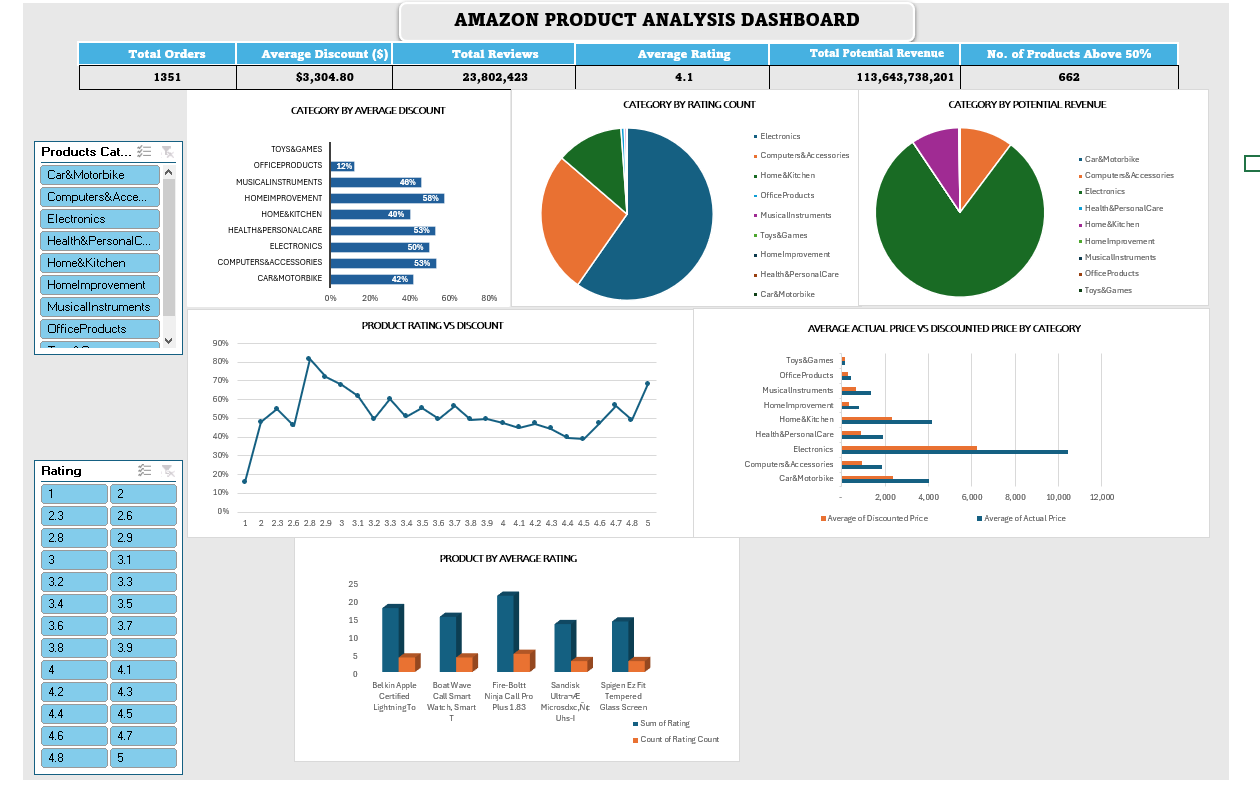 AMAZON PRODUCT ANALYSIS DASHBOARD
Total Orders Average Discount ($) Total Reviews Average Rating Total Potential Revenue No. of Products Above 50%
1351 $3,304.80 23,802,423 4.1 113,643,738,201 662
Products Cat...
Car&Motorbike
Computers&Acce...
Electronics
Health&PersonalC...
Home&Kitchen
HomeImprovement
MusicalInstruments
OfficeProducts
CATEGORY BY AVERAGE DISCOUNT
TOYS&GAMES
OFFICEPRODUCTS 12%
MUSICALINSTRUMENTS 46%
HOMEIMPROVEMENT 58%
HOME&KITCHEN 40%
HEALTH&PERSONALCARE 53%
ELECTRONICS 50%
COMPUTERS&ACCESSORIES 53%
CAR&MOTORBIKE 42%
0% 20% 40% 60% 80%
CATEGORY BY RATING COUNT
Electronics
Computers&Accessories
Home&Kitchen
OfficeProducts
MusicalInstruments
Toys&Games
HomeImprovement
Health&PersonalCare
Car&Motorbike
CATEGORY BY POTENTIAL REVENUE
Car&Motorbike
Computers&Accessories
Electronics
Health&PersonalCare
Home&Kitchen
HomeImprovement
MusicalInstruments
OfficeProducts
Toys&Games
PRODUCT RATING VS DISCOUNT
90%
80%
70%
60%
50%
40%
30%
20%
10%
0%
1 2 2.3 2.6 2.8 2.9 3 3.1 3.2 3.3 3.4 3.5 3.6 3.7 3.8 3.9 4 4.1 4.2 4.3 4.4 4.5 4.6 4.7 4.8 5
AVERAGE ACTUAL PRICE VS DISCOUNTED PRICE BY CATEGORY
Toys&Games
OfficeProducts
MusicalInstruments
HomeImprovement
Home&Kitchen
Health&PersonalCare
Electronics
Computers&Accessories
Car&Motorbike
- 2,000 4,000 6,000 8,000 10,000 12,000
Average of Discounted Price Average of Actual Price
Rating
1 2
2.3 2.6
2.8 2.9
3 3.1
3.2 3.3
3.4 3.5
3.6 3.7
3.8 3.9
4 4.1
4.2 4.3
4.4 4.5
4.6 4.7
4.8 5
PRODUCT BY AVERAGE RATING
25
20
15
10
5
0
Belkin Apple
Certified
LightningTo
Boat Wave
Call Smart
Watch, Smart
T
Fire-Boltt
Ninja Call Pro
Plus 1.83
Sandisk
Ultra¬Æ
Microsdxc‚Ñ¢
Uhs-I
Spigen Ez Fit
Tempered
Glass Screen
Sum of Rating
Count of Rating Count